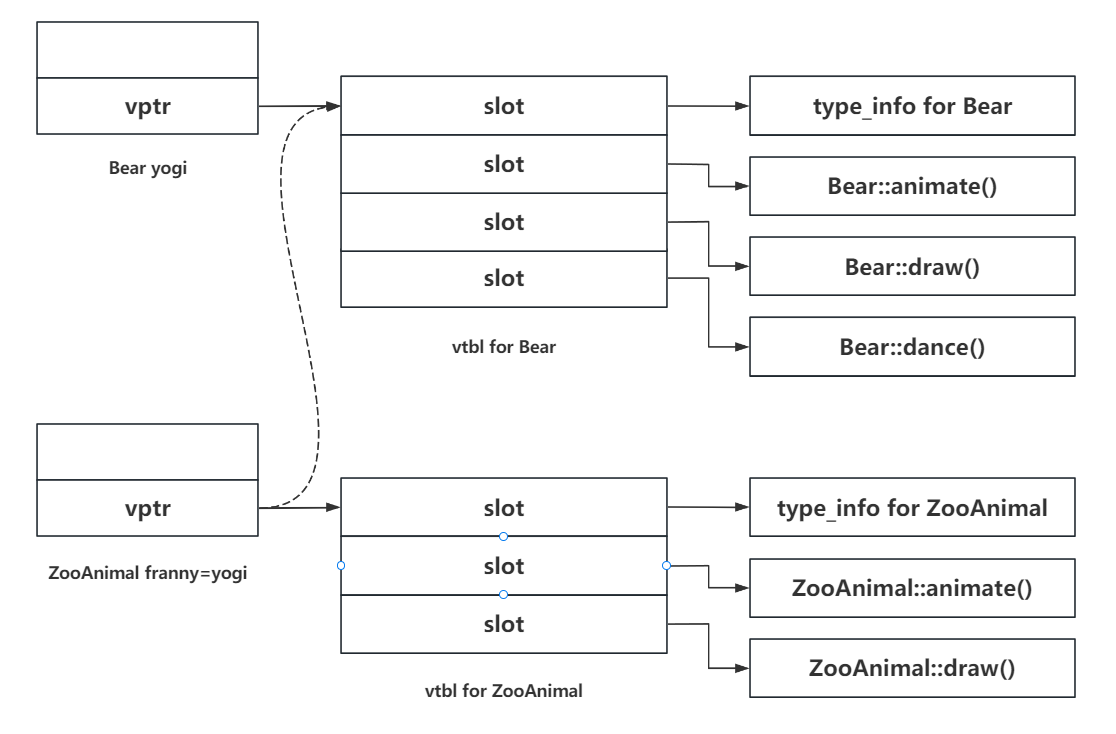 vptr
Bear yogi
slot
slot
slot
slot
vtbl for Bear
type_info for Bear
Bear::animate()
Bear::draw()
Bear::dance()
vptr
ZooAnimal franny=yogi
slot
slot
slot
vtbl for ZooAnimal
type_info for ZooAnimal
ZooAnimal::animate()
ZooAnimal::draw()